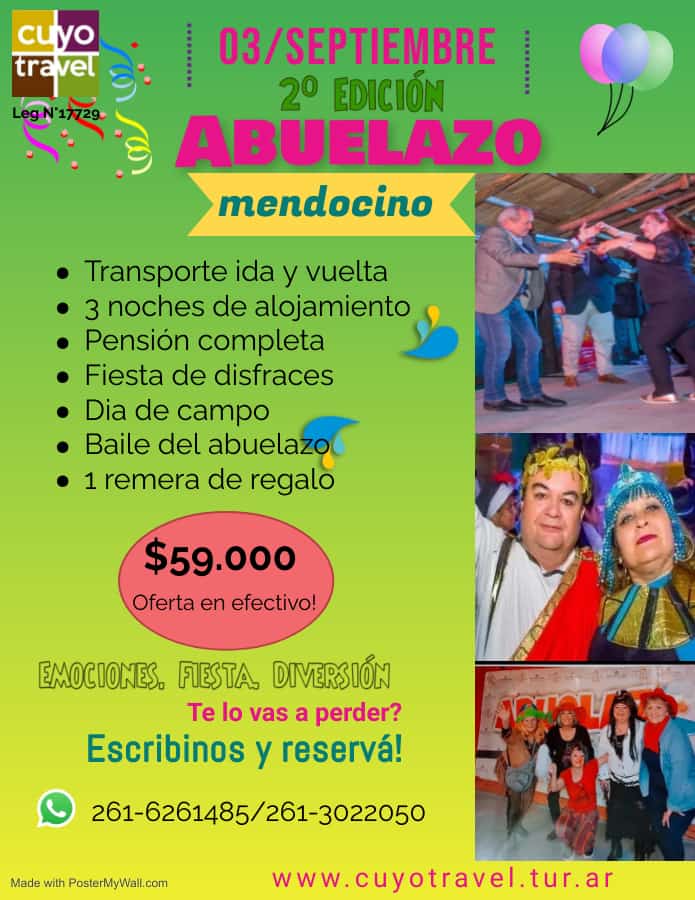 cuyo
travel
Leg N°17729
03/SEPTIEMBRE
2º EDICIÓN
ABUELAZO
mendocino
● Transporte ida y vuelta
● 3 noches de alojamiento
● Pensión completa
● Fiesta de disfraces
● Dia de campo
● Baile del abuelazo
● 1 remera de regalo
$59.000
Oferta en efectivo!
EMOCIONES, FIESTA, DIVERSIÓN
Te lo vas a perder?
Escribinos y reservá!
261-6261485/261-3022050
ABUELAZO
Made with PosterMyWall.com
www.cuyotravel.tur.ar